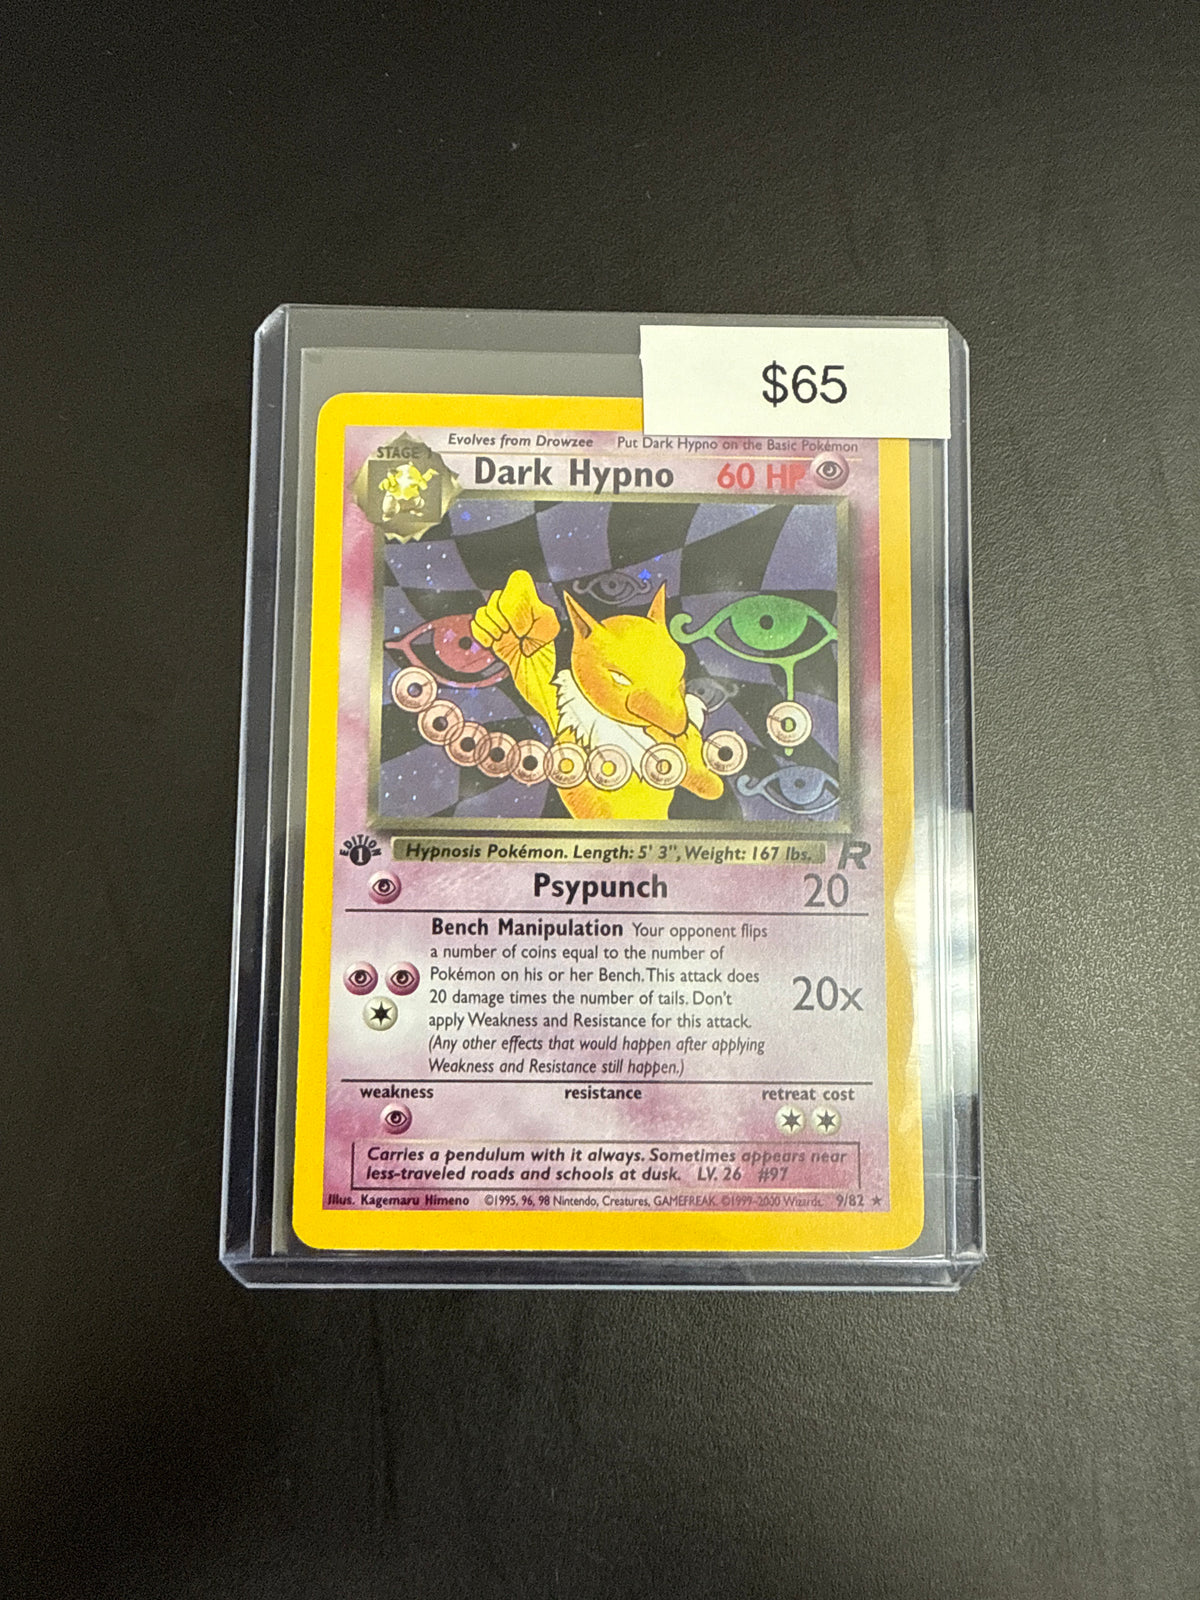 $65
Evolves from Drowzee Put Dark Hypno on the Basic Pokémon
STAGE 1
Dark Hypno 60 HP
EDITION
1
Hypnosis Pokémon. Length: 5' 3", Weight: 167 lbs.
R
Psypunch 20
Bench Manipulation Your opponent flips
a number of coins equal to the number of
Pokémon on his or her Bench. This attack does
20 damage times the number of tails. Don't
apply Weakness and Resistance for this attack.
(Any other effects that would happen after applying
Weakness and Resistance still happen.)
20x
weakness resistance retreat cost
Carries a pendulum with it always. Sometimes appears near
less-traveled roads and schools at dusk. LV. 26 #97
Illus. Kagemaru Himeno ©1995, 96, 98 Nintendo, Creatures, GAMEFREAK. ©1999-2000 Wizards. 9/82 ★